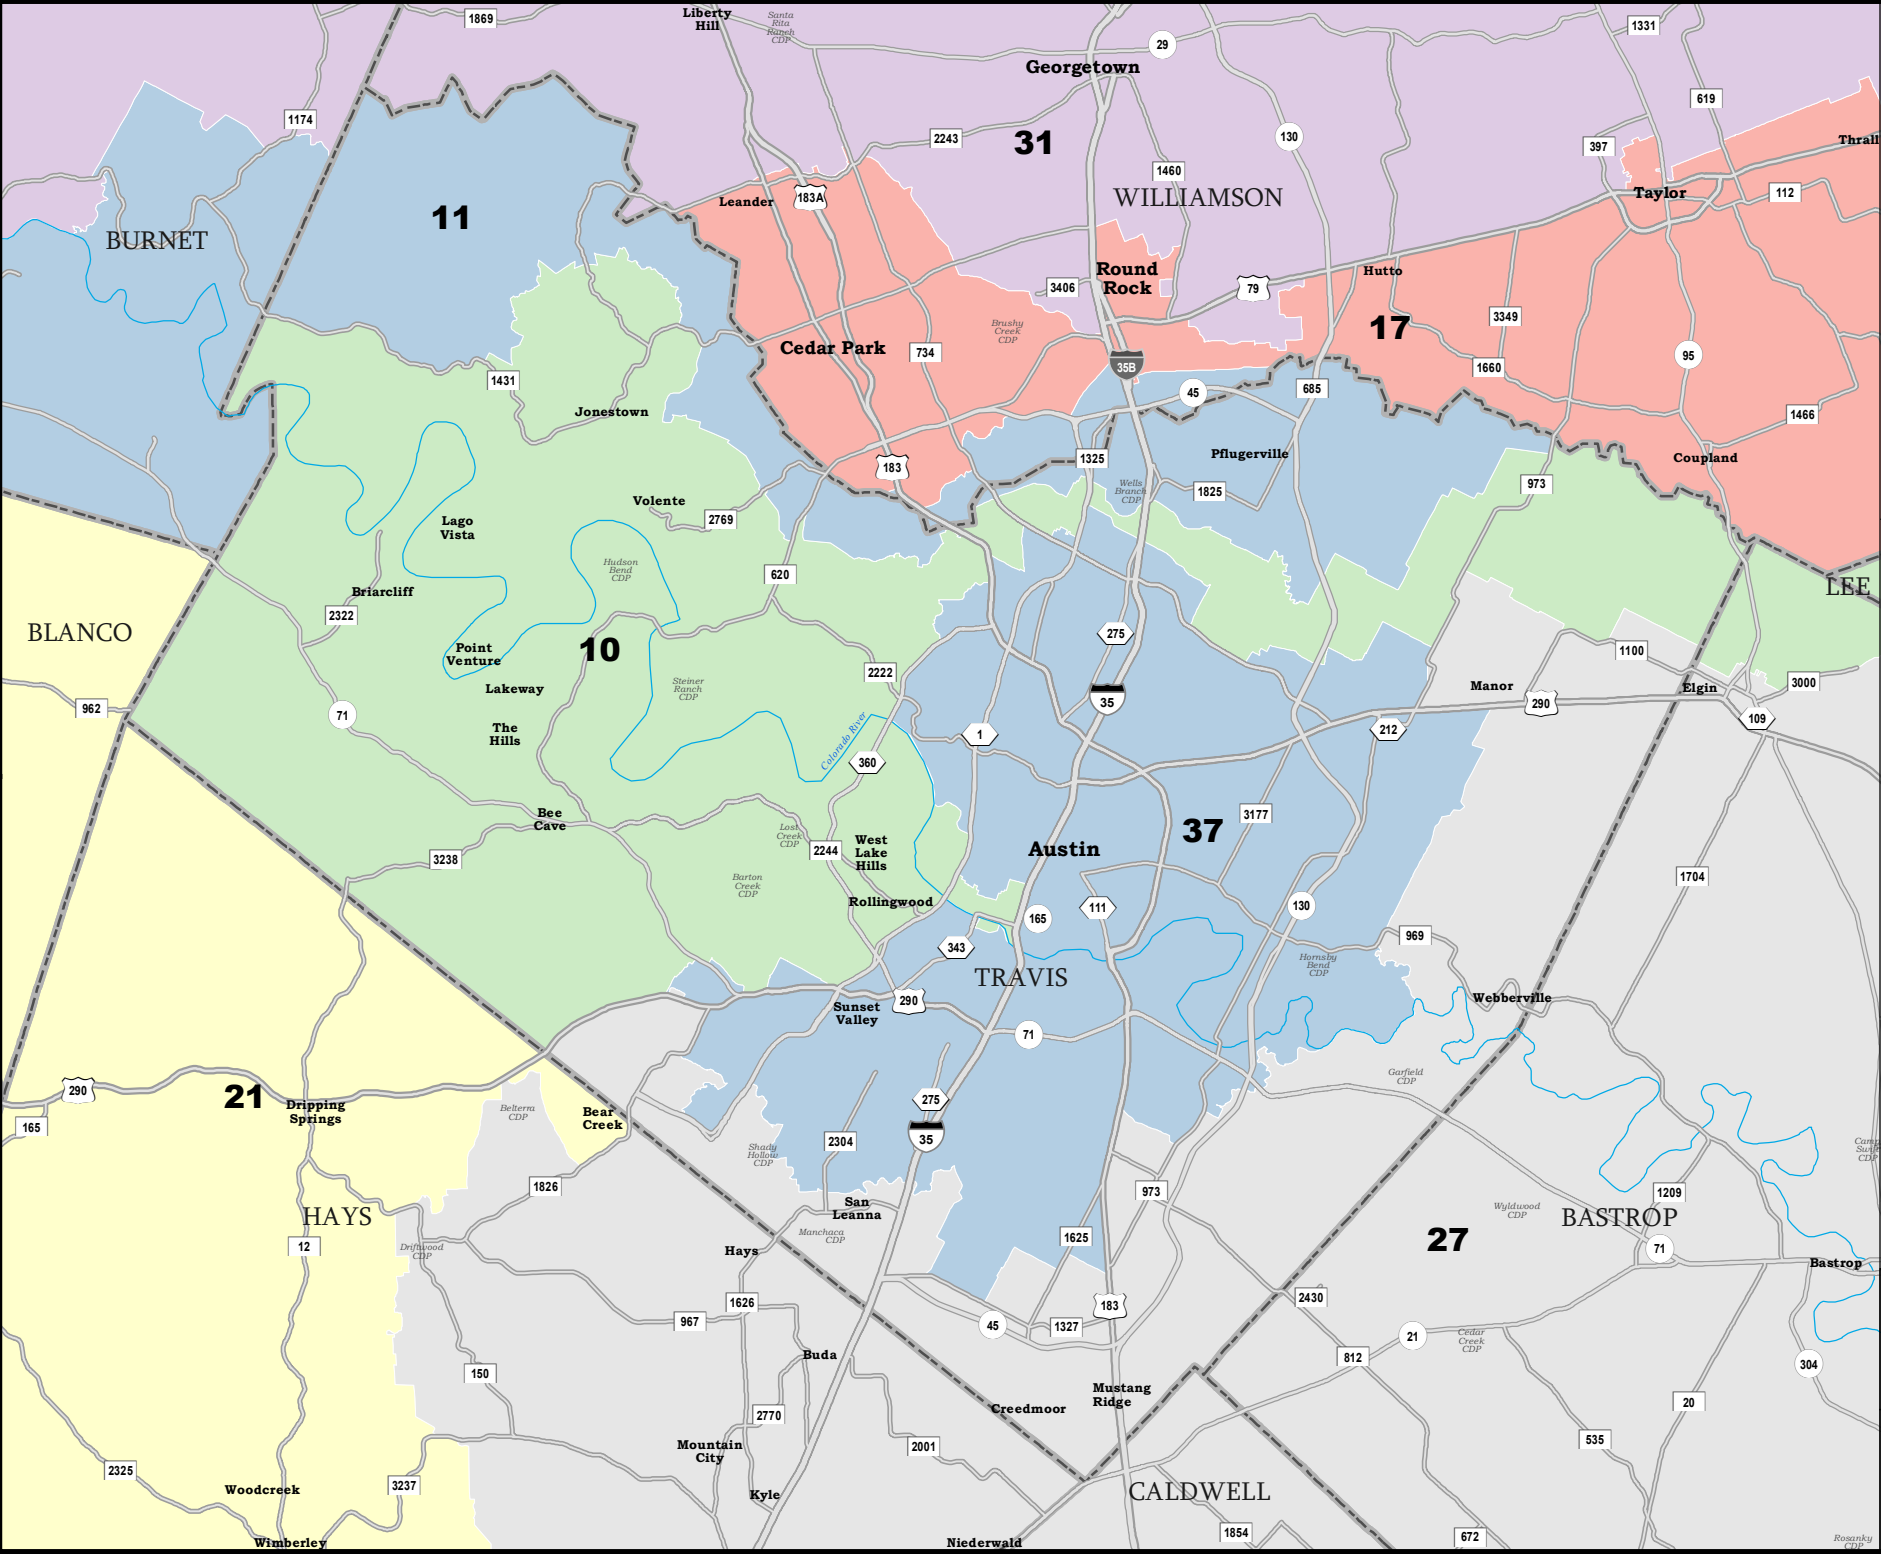 1869
Liberty
Hill
Santa
Rita
Ranch
CDP
29
1331
Georgetown
619
1174
2243
31
130
397
Thrall
1460
183A
Leander
WILLIAMSON
Taylor
112
11
BURNET
Round
Rock
Hutto
3406
79
3349
17
Brushy
Creek
CDP
Cedar Park
734
35B
95
1660
1431
45
685
Jonestown
1466
Pflugerville
1325
Coupland
183
973
Wells
Branch
CDP
1825
Volente
2769
Lago
Vista
Hudson
Bend
CDP
620
Briarcliff
LEE
2322
BLANCO
275
10
Point
Venture
1100
2222
Steiner
Ranch
CDP
Lakeway
Manor
Elgin
3000
35
962
290
71
109
The
Hills
1
212
Colorado River
360
Bee
Cave
3177
37
Lost
Creek
CDP
West
Lake
Hills
2244
Austin
3238
1704
Barton
Creek
CDP
Rollingwood
111
130
165
343
969
Hornsby
Bend
CDP
TRAVIS
290
Webberville
Sunset
Valley
71
Garfield
CDP
290
21
275
Dripping
Springs
Belterra
CDP
Bear
Creek
165
35
2304
Shady
Hollow
CDP
Camp
Swift
CDP
1826
973
1209
San
Leanna
Wyldwood
CDP
HAYS
BASTROP
Manchaca
CDP
1625
27
12
Driftwood
CDP
Hays
71
Bastrop
2430
1626
183
967
45
1327
21
Cedar
Creek
CDP
Buda
812
304
150
Mustang
Ridge
20
Creedmoor
2770
2001
535
Mountain
City
2325
3237
Woodcreek
CALDWELL
Kyle
1854
672
Wimberley
Niederwald
Rosanky
CDP